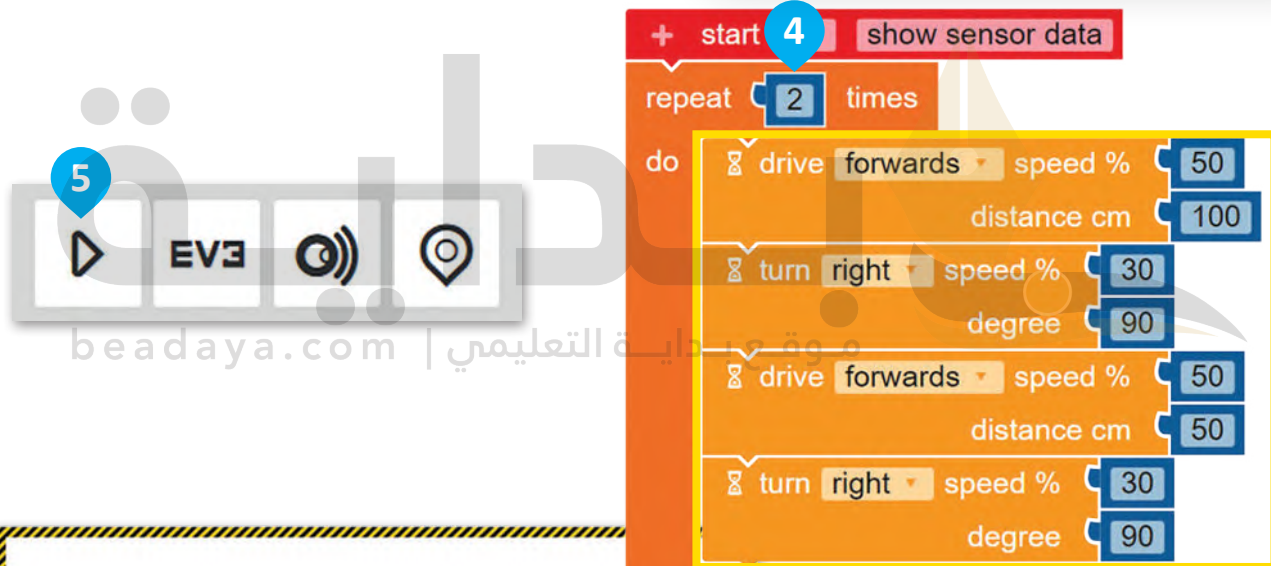 + start show sensor data
4
repeat 2 times
do drive forwards speed % 50
distance cm 100
turn right speed % 30
degree 90
drive forwards speed % 50
distance cm 50
turn right speed % 30
degree 90
5
EV3
بداية
beadaya.com | موقع بداية التعليمي